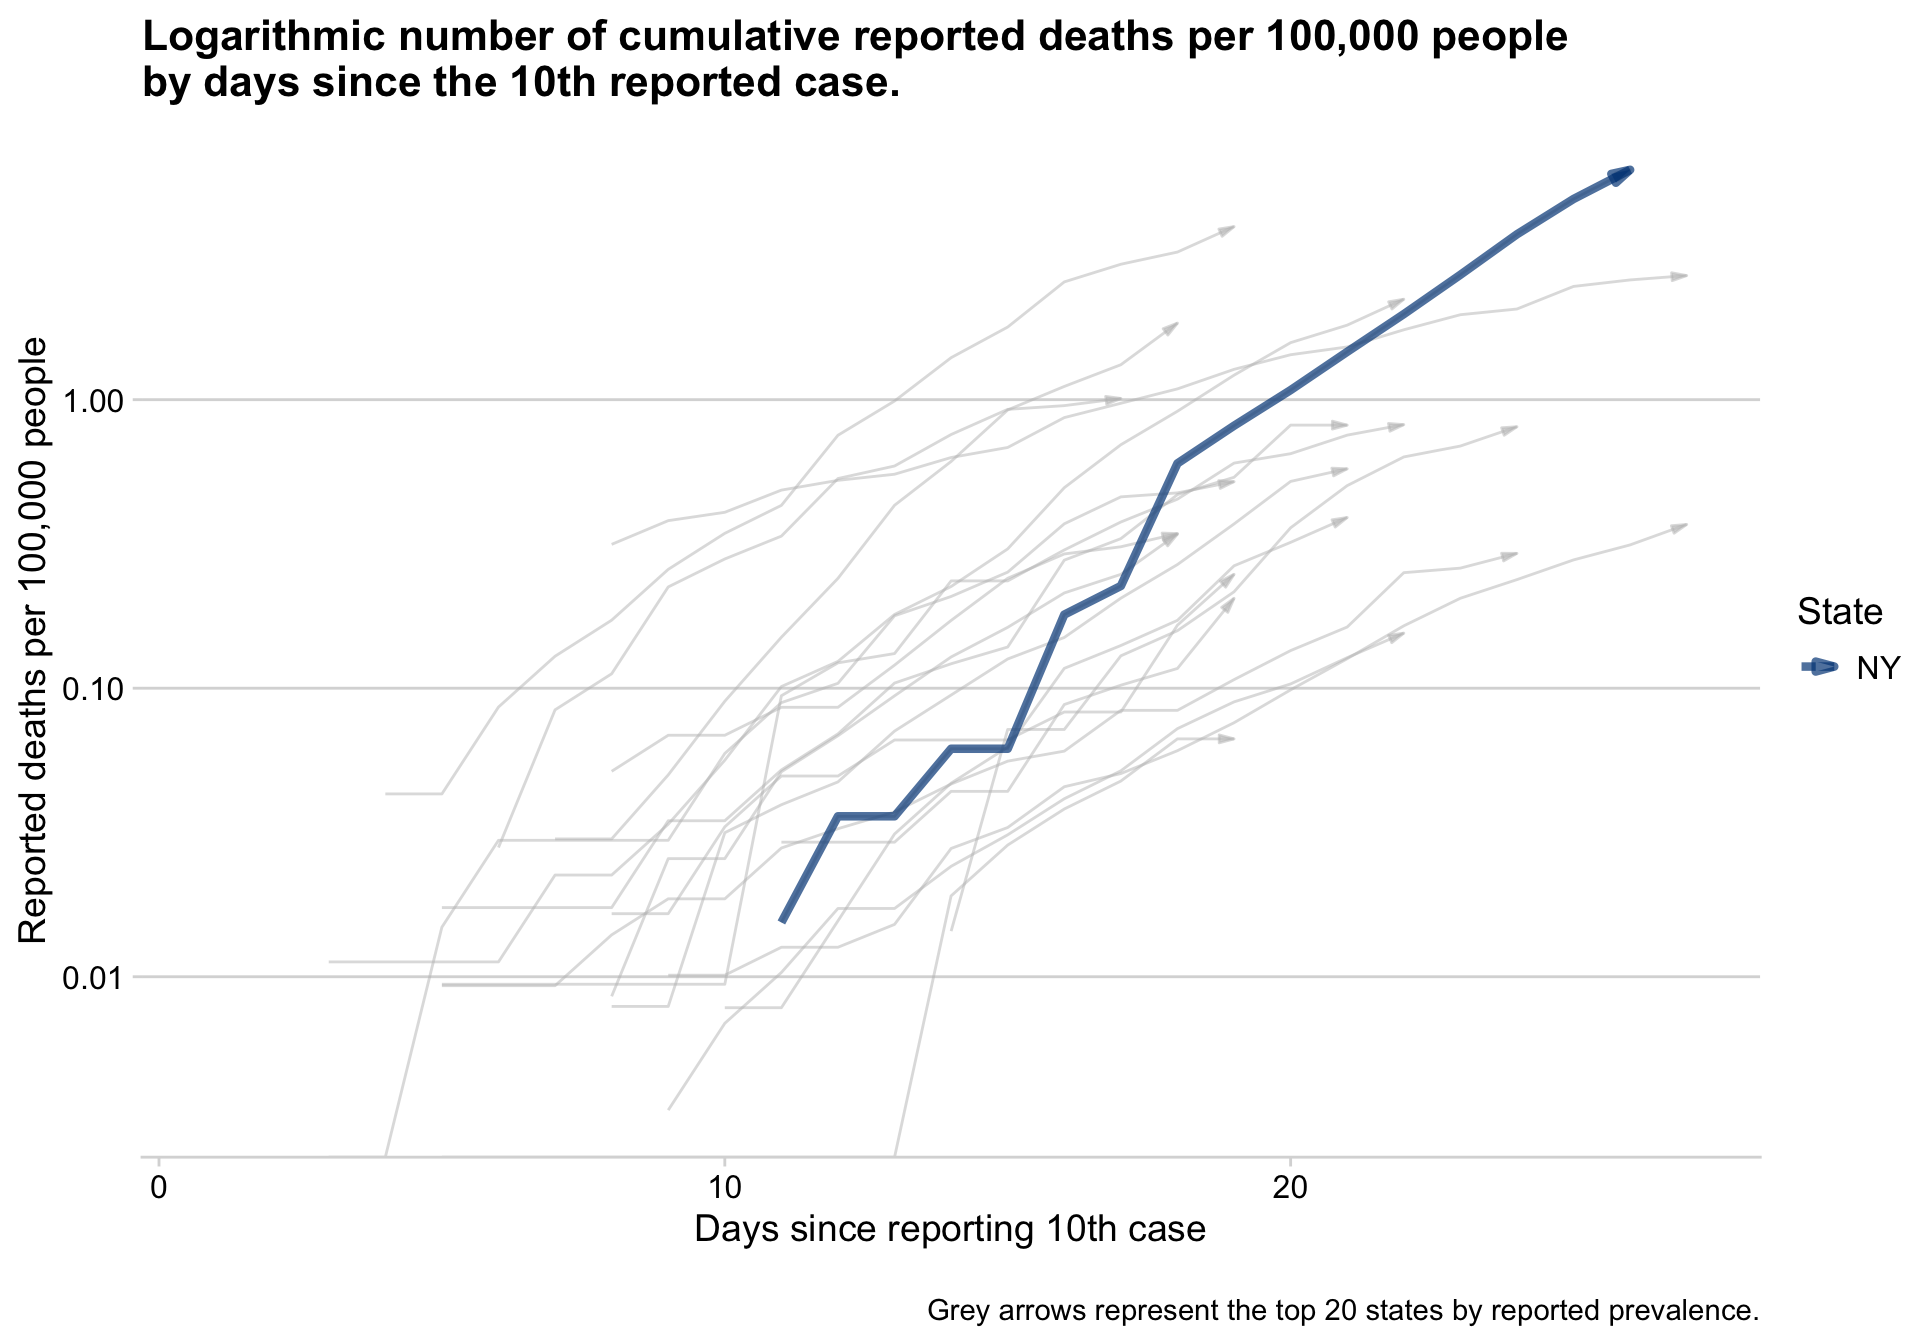 Logarithmic number of cumulative reported deaths per 100,000 people
by days since the 10th reported case.
Reported deaths per 100,000 people
1.00
0.10
0.01
0
10
20
Days since reporting 10th case
State
NY
Grey arrows represent the top 20 states by reported prevalence.